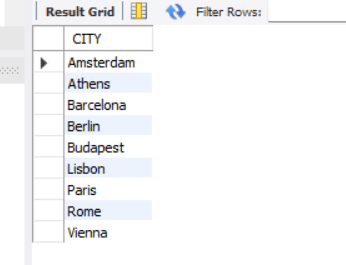 Result Grid Filter Rows:
CITY
Amsterdam
Athens
Barcelona
Berlin
Budapest
Lisbon
Paris
Rome
Vienna